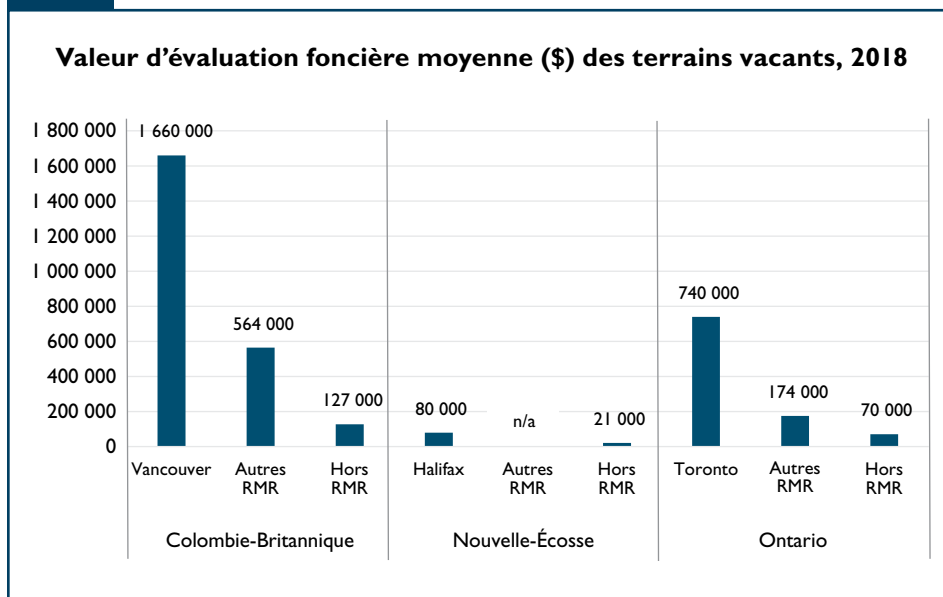 Valeur d'évaluation foncière moyenne ($) des terrains vacants, 2018
1 800 000
1 600 000
1 400 000
1 200 000
1 000 000
800 000
600 000
400 000
200 000
0
1 660 000
564 000
127 000
80 000
n/a
21 000
740 000
174 000
70 000
Vancouver
Autres
RMR
Hors
RMR
Halifax
Autres
RMR
Hors
RMR
Toronto
Autres
RMR
Hors
RMR
Colombie-Britannique
Nouvelle-Écosse
Ontario